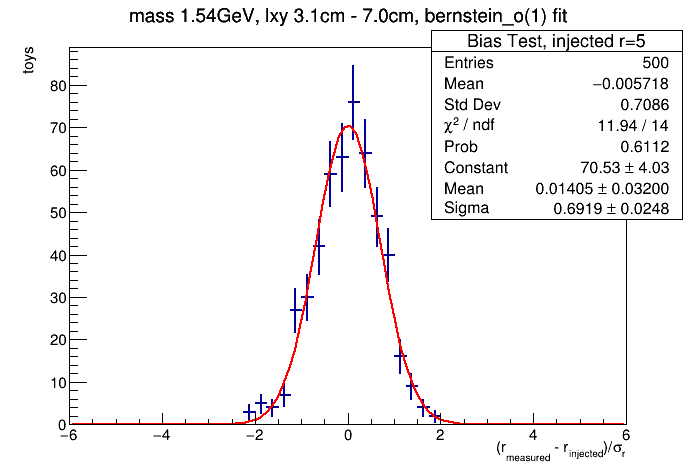 mass 1.54GeV, lxy 3.1cm - 7.0cm, bernstein_o(1) fit
Bias Test, injected r=5
Entries 500
Mean −0.005718
Std Dev 0.7086
χ² / ndf 11.94 / 14
Prob 0.6112
Constant 70.53 ± 4.03
Mean 0.01405 ± 0.03200
Sigma 0.6919 ± 0.0248
toys
80
70
60
50
40
30
20
10
0
−6 −4 −2 0 2 4 6
(r_measured - r_injected)/σ_r